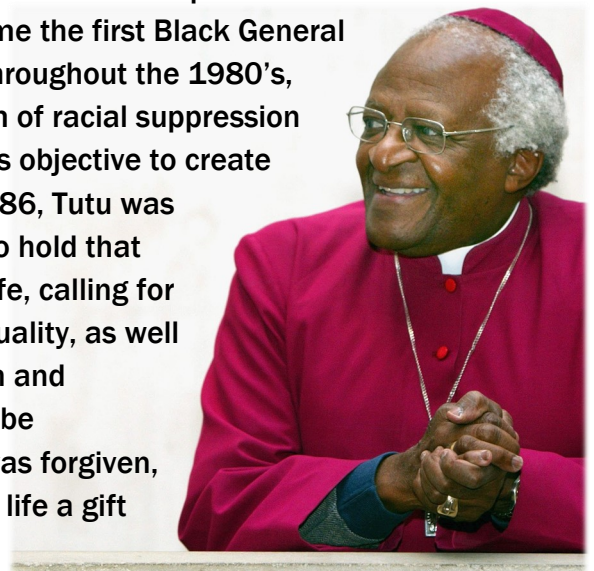 me the first Black General
hroughout the 1980's,
n of racial suppression
s objective to create
86, Tutu was
o hold that
fe, calling for
uality, as well
n and
be
as forgiven,
life a gift